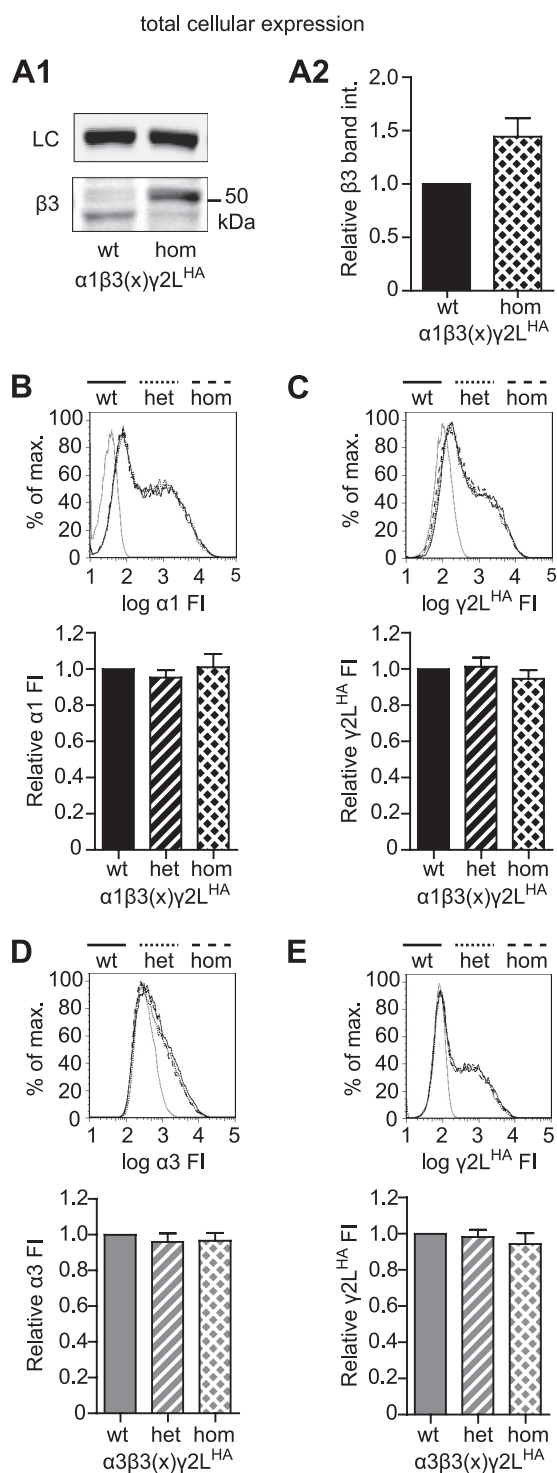 total cellular expression
A1
LC
β3
50
kDa
wt hom
α1β3(x)γ2L^HA
A2
Relative β3 band int.
2.0
1.5
1.0
0.5
0.0
wt hom
α1β3(x)γ2L^HA
B
wt het hom
% of max.
100
80
60
40
20
0
1 2 3 4 5
log α1 FI
Relative α1 FI
1.2
1.0
0.8
0.6
0.4
0.2
0
wt het hom
α1β3(x)γ2L^HA
C
wt het hom
% of max.
100
80
60
40
20
0
1 2 3 4 5
log γ2L^HA FI
Relative γ2L^HA FI
1.2
1.0
0.8
0.6
0.4
0.2
0
wt het hom
α1β3(x)γ2L^HA
D
wt het hom
% of max.
100
80
60
40
20
0
1 2 3 4 5
log α3 FI
Relative α3 FI
1.2
1.0
0.8
0.6
0.4
0.2
0
wt het hom
α3β3(x)γ2L^HA
E
wt het hom
% of max.
100
80
60
40
20
0
1 2 3 4 5
log γ2L^HA FI
Relative γ2L^HA FI
1.2
1.0
0.8
0.6
0.4
0.2
0
wt het hom
α3β3(x)γ2L^HA